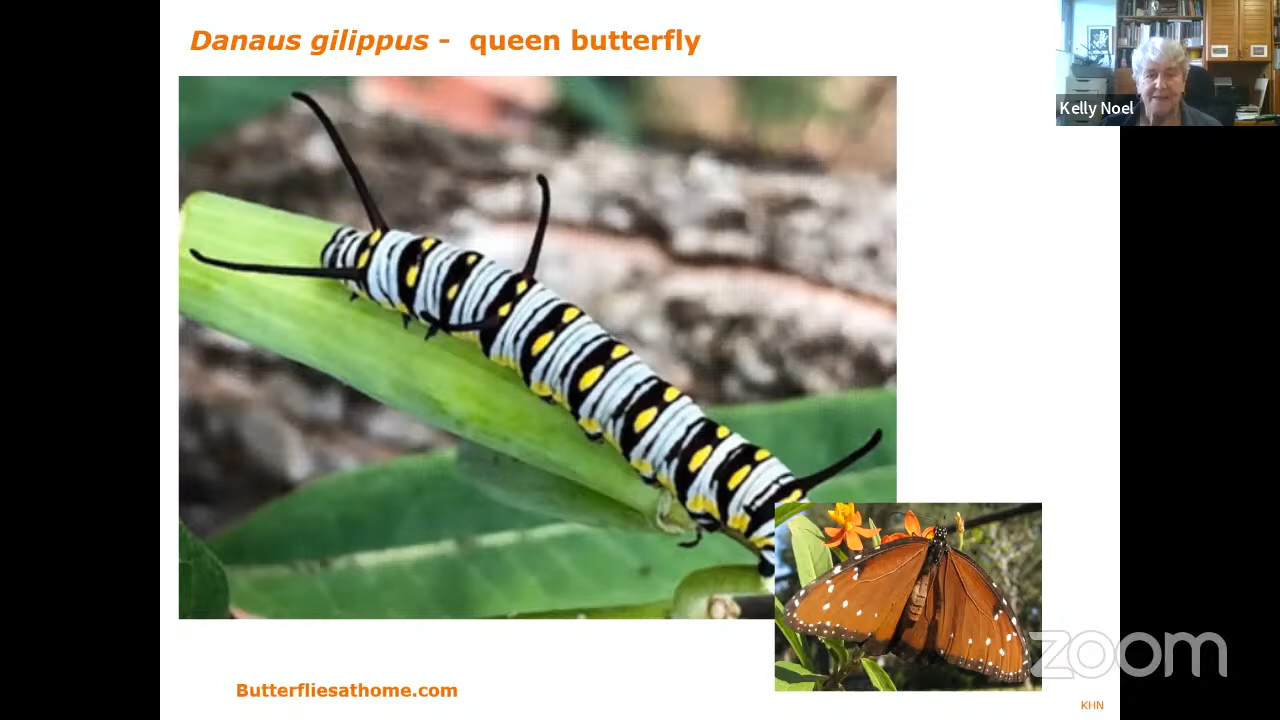 Danaus gilippus - queen butterfly
Kelly Noel
Butterfliesathome.com
zoom
KHN